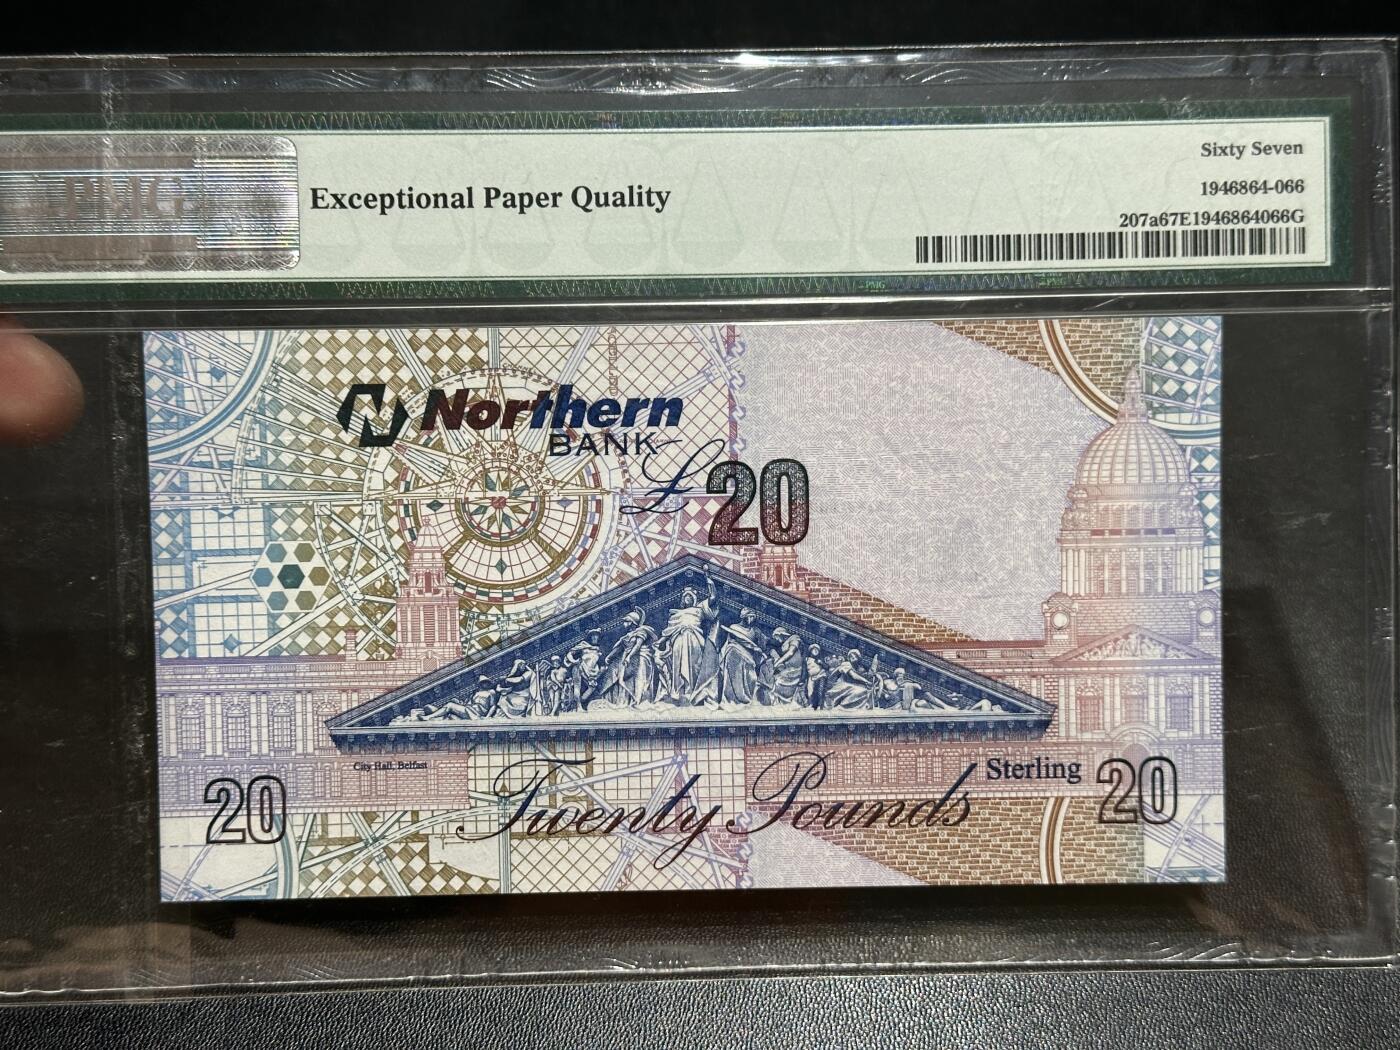 PMG
Exceptional Paper Quality
Sixty Seven
1946864-066
207a67E1946864066G
Northern
BANK
£20
City Hall, Belfast
20
Twenty Pounds
Sterling
20